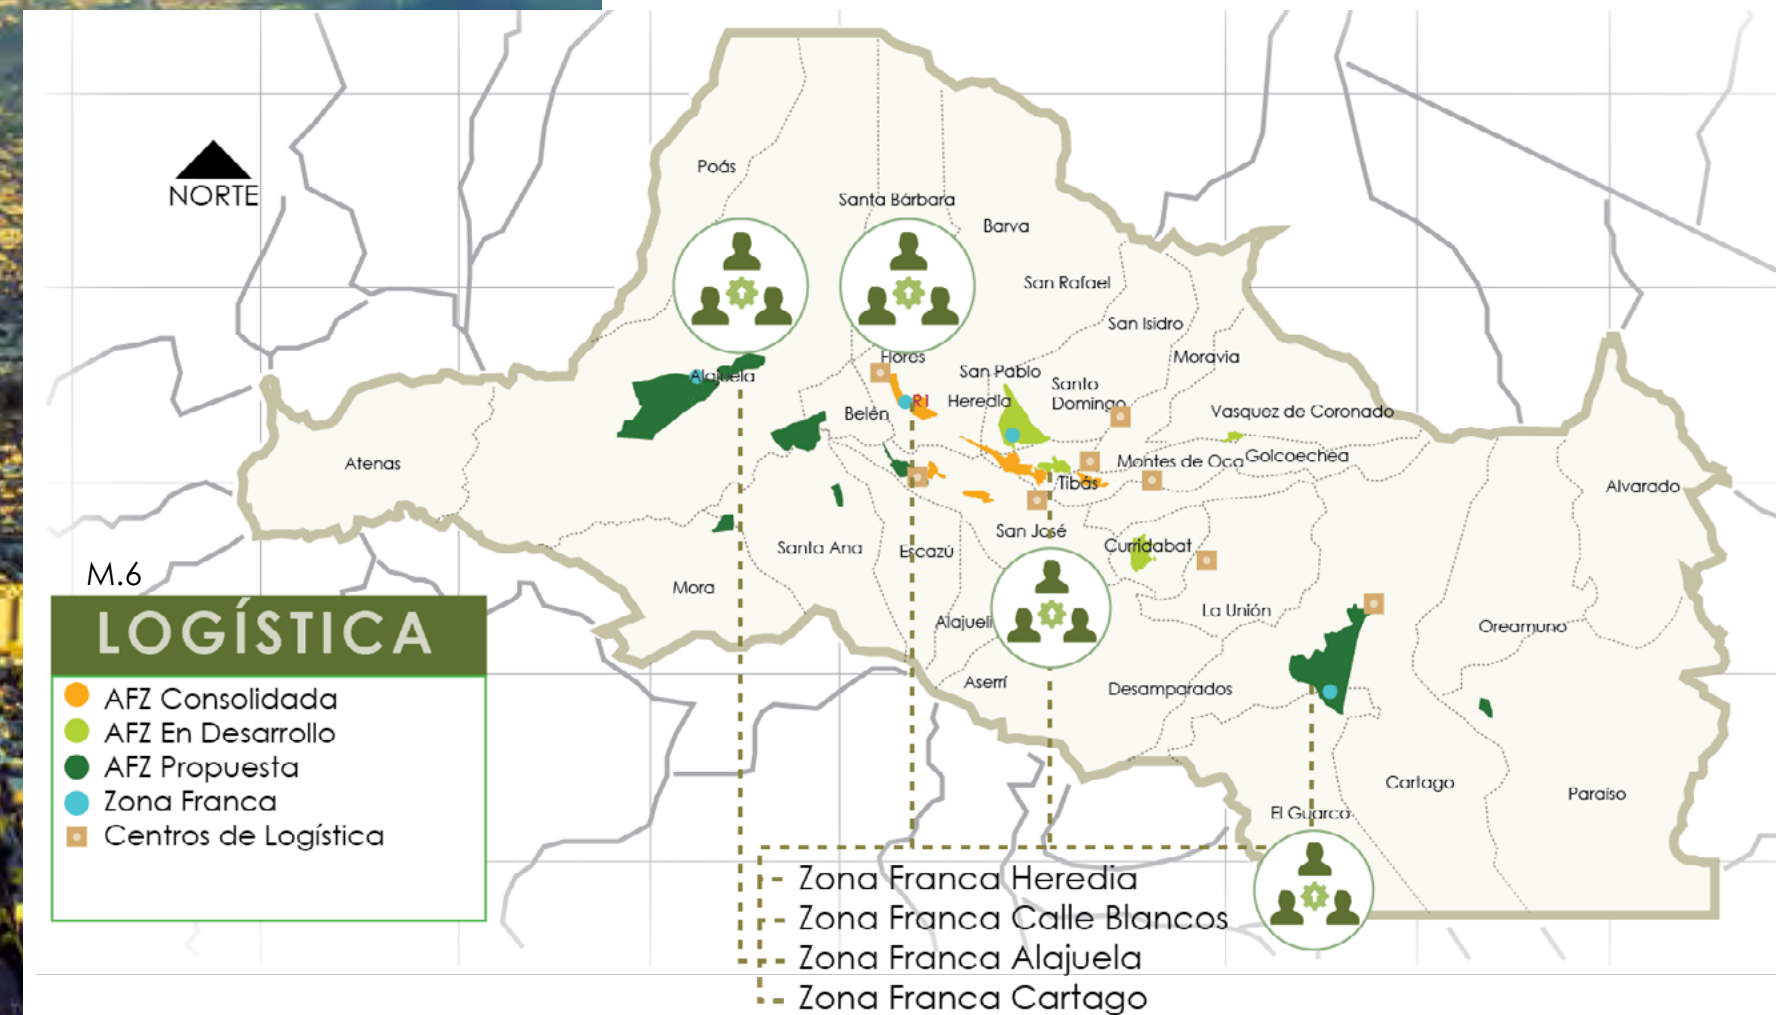 Poás
NORTE
Santa Bárbara
Barva
San Rafael
San Isidro
Moravia
Flores
San Pablo
Alajuela
Santo
Domingo
R1
Heredia
Belén
Vasquez de Coronado
Atenas
Montes de Oca
Golcoechea
Tibás
Alvarado
San José
Santa Ana
Escazú
Curridabat
M.6
Mora
La Unión
Alajueli
Oreamuno
LOGÍSTICA
Aserrí
Desamparados
AFZ Consolidada
AFZ En Desarrollo
AFZ Propuesta
Zona Franca
Centros de Logística
Cartago
Paraíso
El Guarco
Zona Franca Heredia
Zona Franca Calle Blancos
Zona Franca Alajuela
Zona Franca Cartago